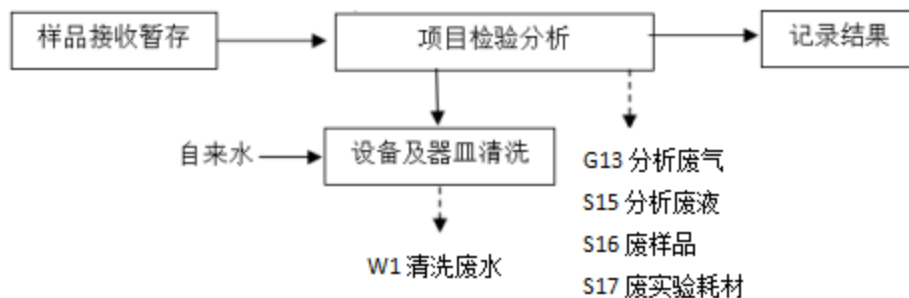 样品接收暂存
项目检验分析
记录结果
自来水
设备及器皿清洗
G13 分析废气
S15 分析废液
S16 废样品
S17 废实验耗材
W1 清洗废水